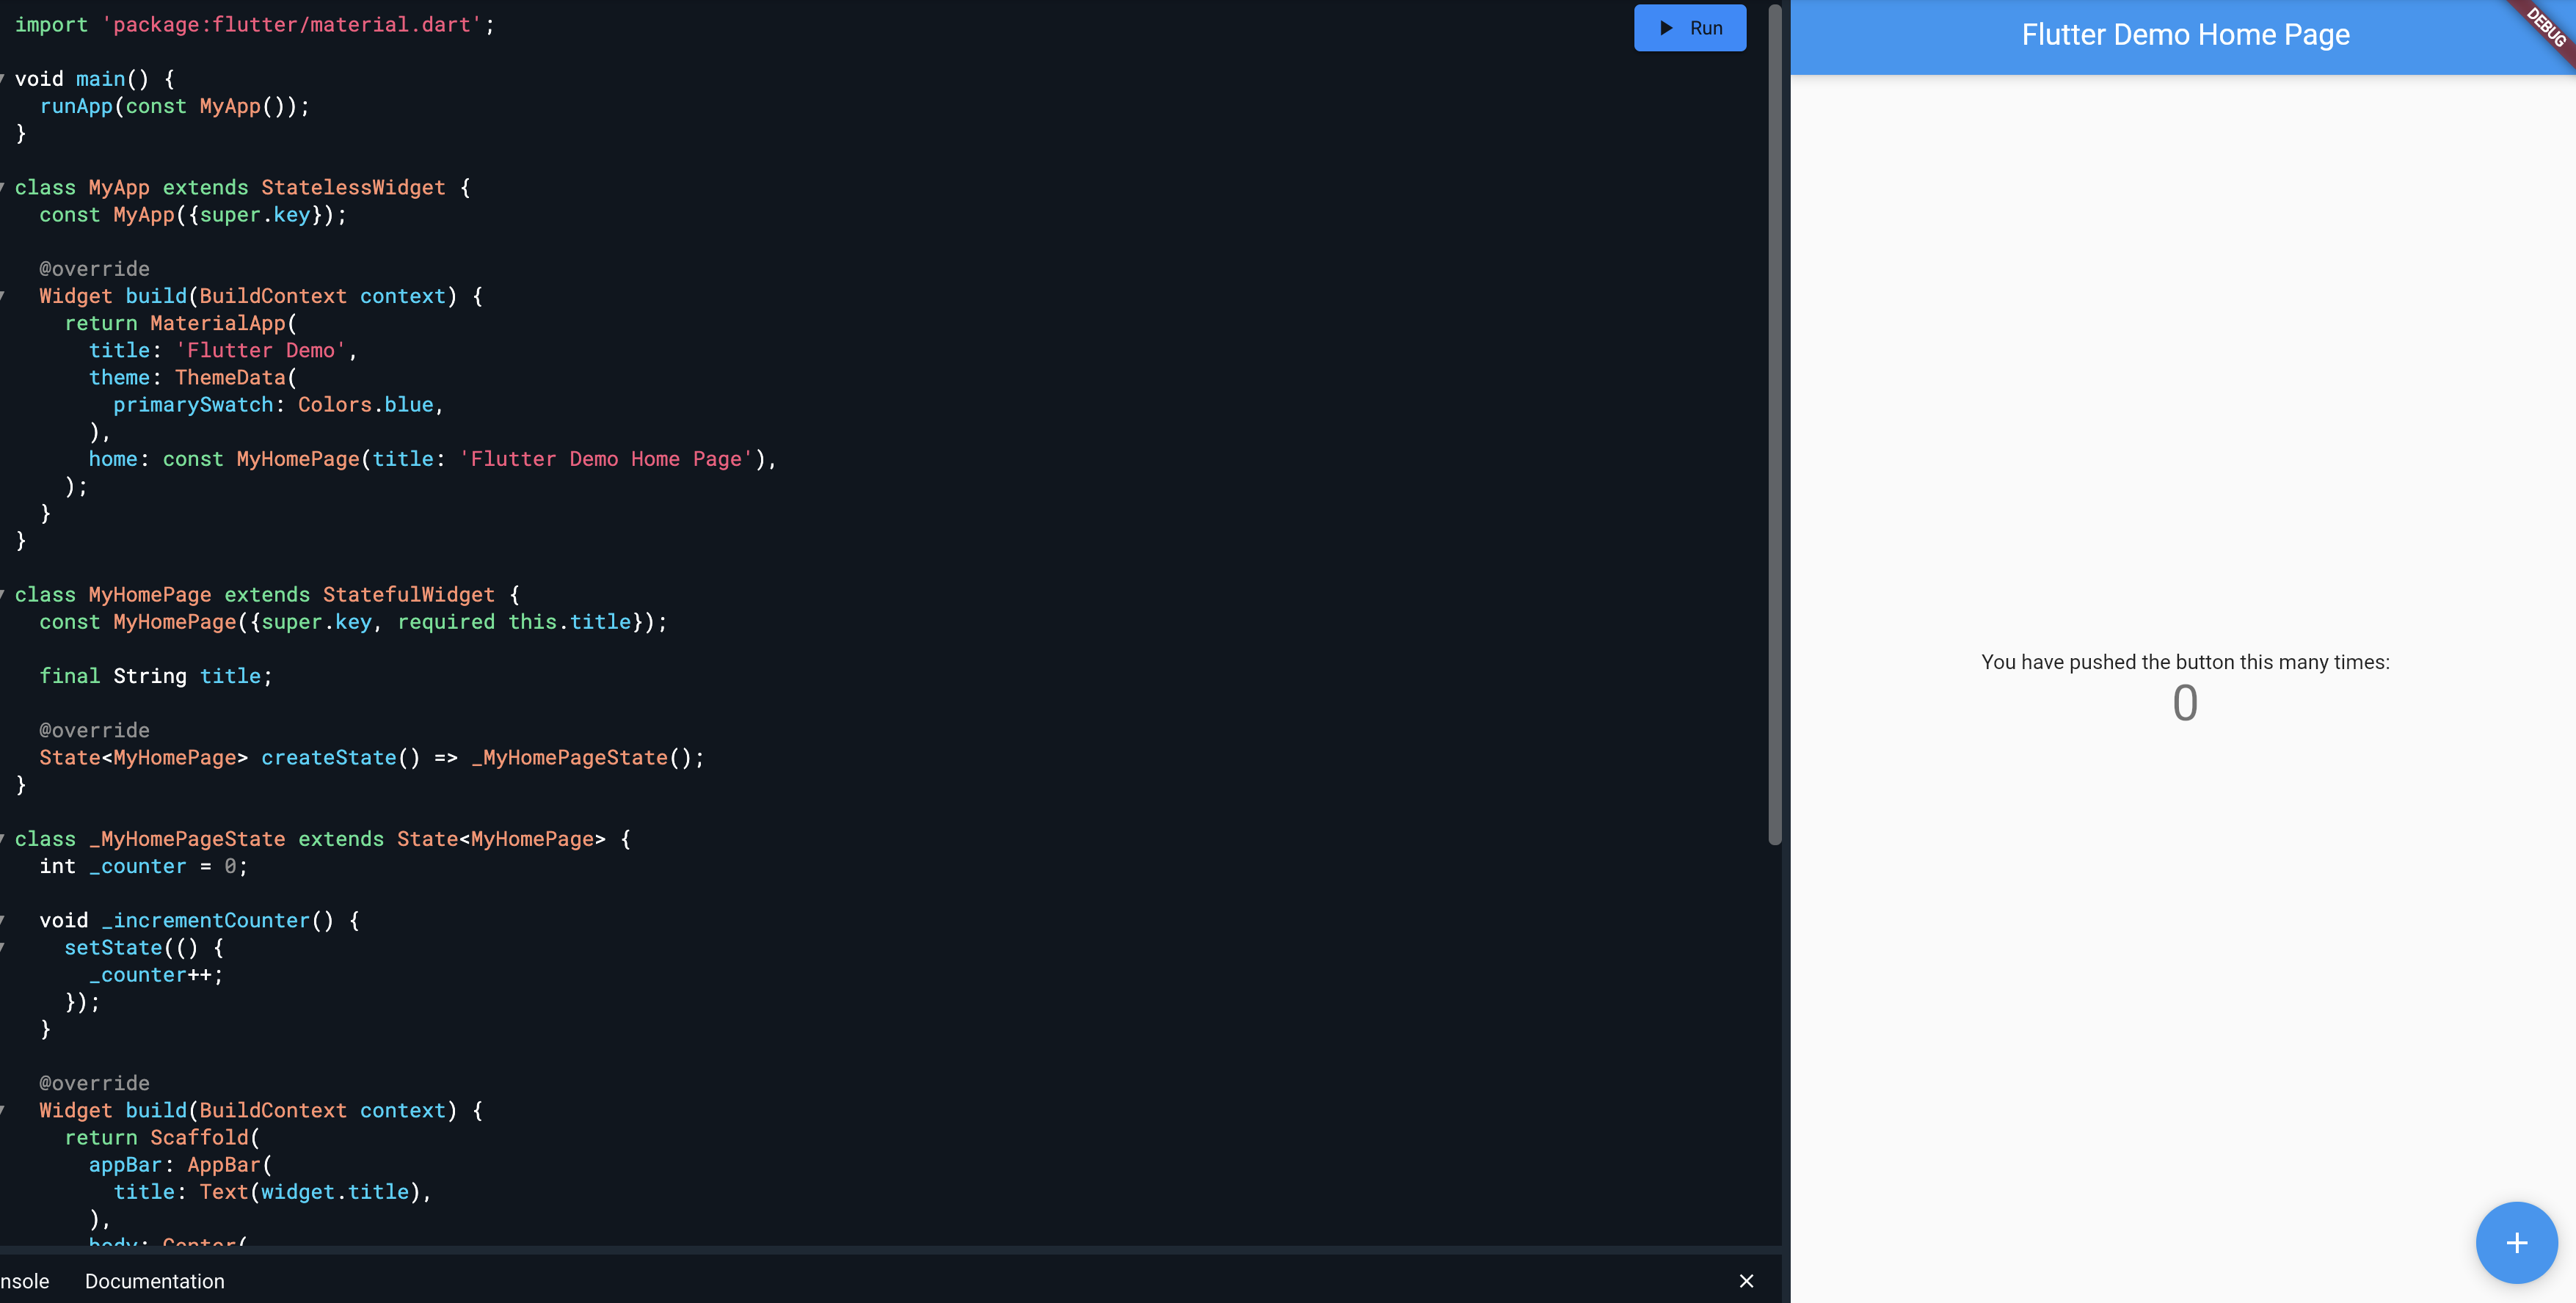 import 'package:flutter/material.dart';
void main() {
  runApp(const MyApp());
}
class MyApp extends StatelessWidget {
  const MyApp({super.key});
  @override
  Widget build(BuildContext context) {
    return MaterialApp(
      title: 'Flutter Demo',
      theme: ThemeData(
        primarySwatch: Colors.blue,
      ),
      home: const MyHomePage(title: 'Flutter Demo Home Page'),
    );
  }
}
class MyHomePage extends StatefulWidget {
  const MyHomePage({super.key, required this.title});
  final String title;
  @override
  State<MyHomePage> createState() => _MyHomePageState();
}
class _MyHomePageState extends State<MyHomePage> {
  int _counter = 0;
  void _incrementCounter() {
    setState(() {
      _counter++;
    });
  }
  @override
  Widget build(BuildContext context) {
    return Scaffold(
      appBar: AppBar(
        title: Text(widget.title),
      ),
      body: Center(
Run
nsole
Documentation
Flutter Demo Home Page
DEBUG
You have pushed the button this many times:
0